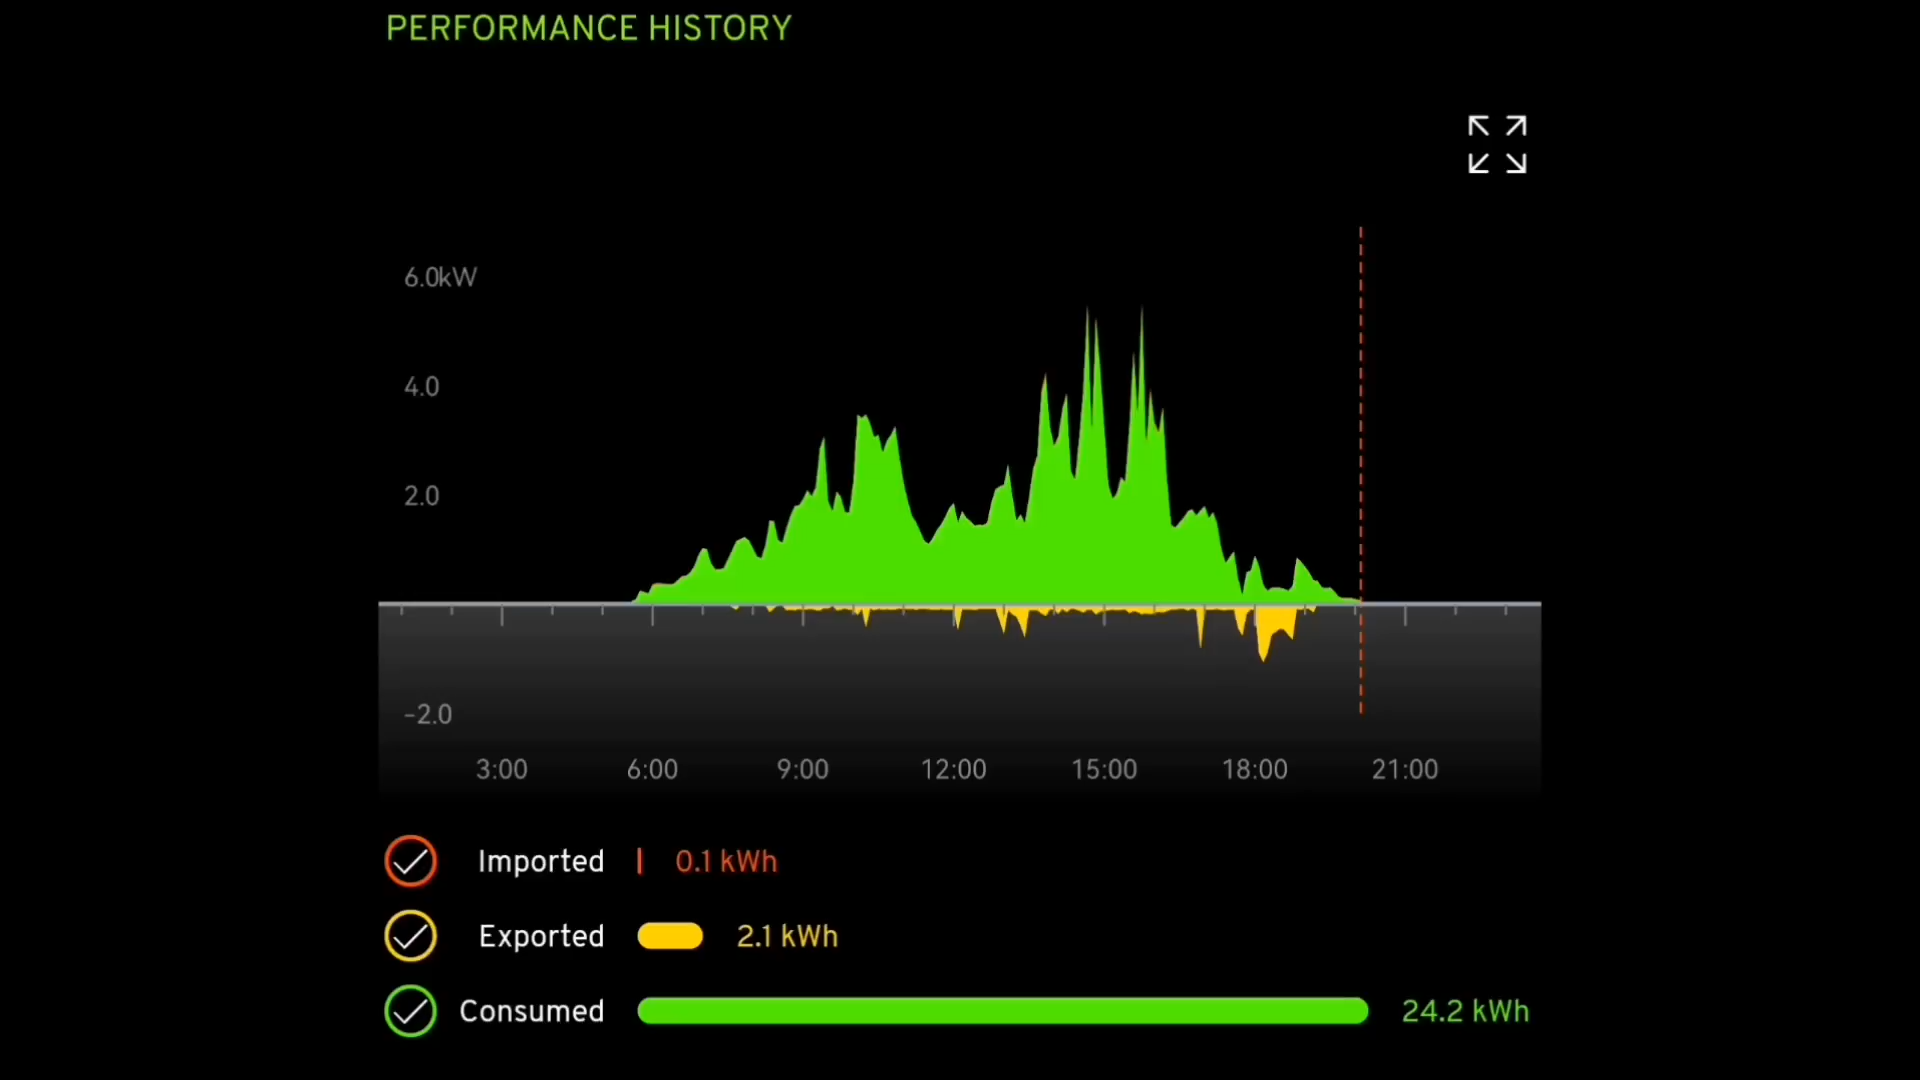 PERFORMANCE HISTORY
6.0kW
4.0
2.0
-2.0
3:00 6:00 9:00 12:00 15:00 18:00 21:00
Imported 0.1 kWh
Exported 2.1 kWh
Consumed 24.2 kWh